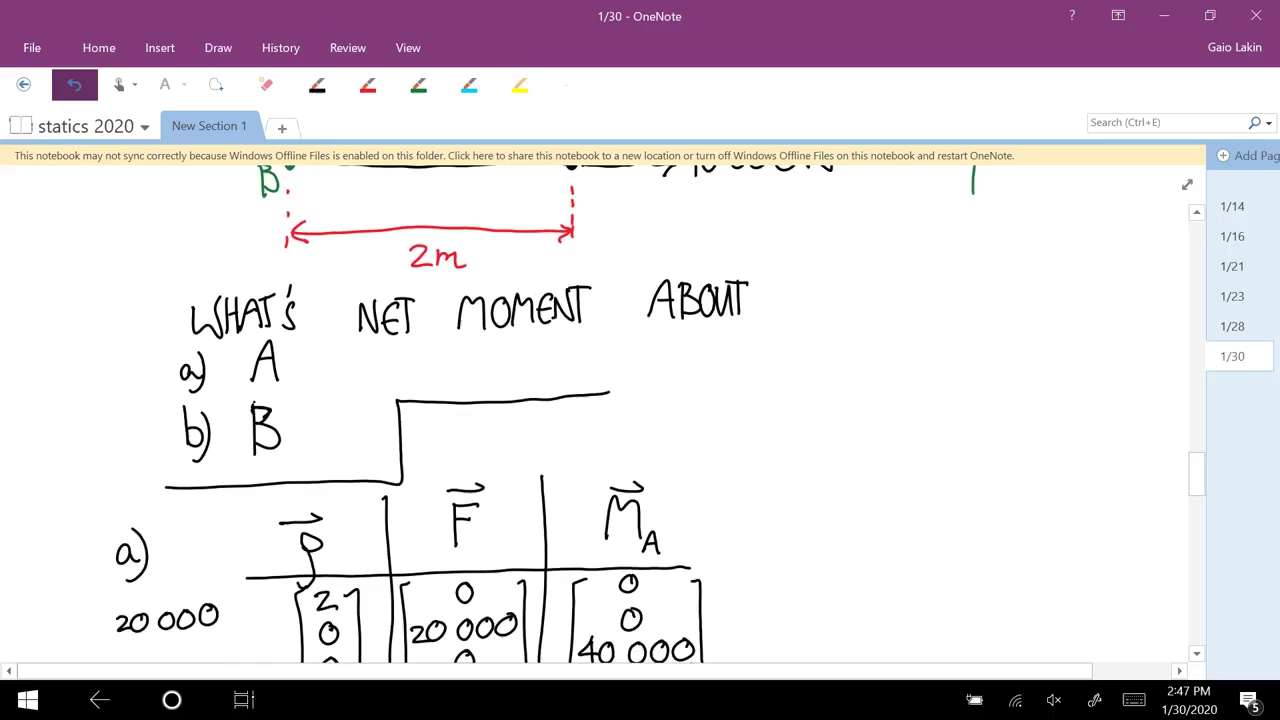 1/30 - OneNote
?
File Home Insert Draw History Review View
Gaio Lakin
A
statics 2020
New Section 1
Search (Ctrl+E)
This notebook may not sync correctly because Windows Offline Files is enabled on this folder. Click here to share this notebook to a new location or turn off Windows Offline Files on this notebook and restart OneNote.
Add Pag
1/14
1/16
1/21
1/23
1/28
1/30
B
2m
WHAT'S NET MOMENT ABOUT
a) A
b) B
a) F M A
20 000
2 0 0
0 20 000 0
0 0 40 000
2:47 PM
1/30/2020
5